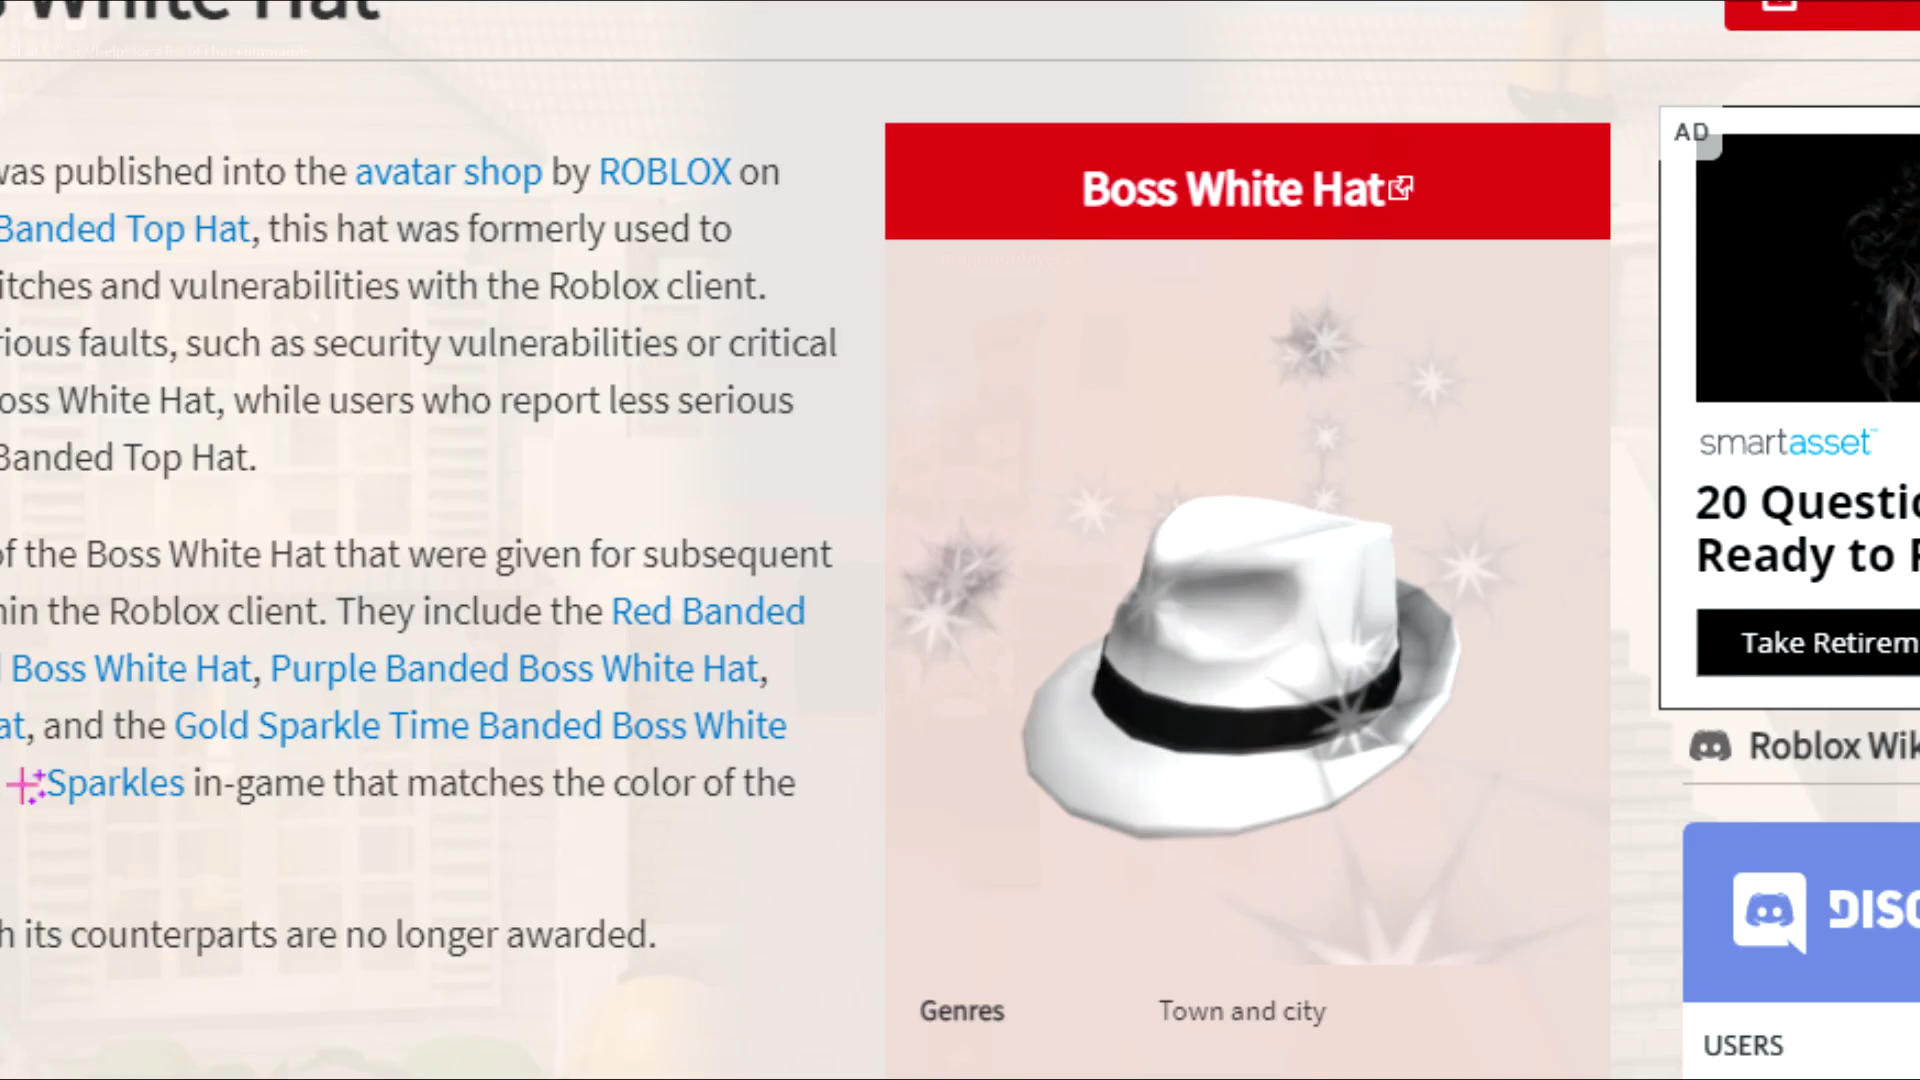 White Hat
was published into the avatar shop by ROBLOX on
Banded Top Hat, this hat was formerly used to
itches and vulnerabilities with the Roblox client.
rious faults, such as security vulnerabilities or critical
oss White Hat, while users who report less serious
Banded Top Hat.
of the Boss White Hat that were given for subsequent
hin the Roblox client. They include the Red Banded
Boss White Hat, Purple Banded Boss White Hat,
at, and the Gold Sparkle Time Banded Boss White
Sparkles in-game that matches the color of the
h its counterparts are no longer awarded.
Boss White Hat
Genres Town and city
AD
smartasset
20 Questio
Ready to
Take Retirem
Roblox Wik
DISC
USERS